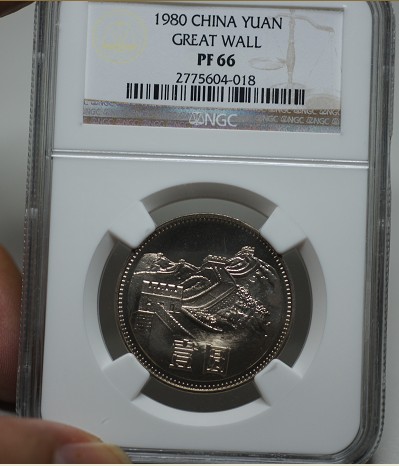 1980 CHINA YUAN
GREAT WALL
PF 66
2775604-018
NGC
壹圆